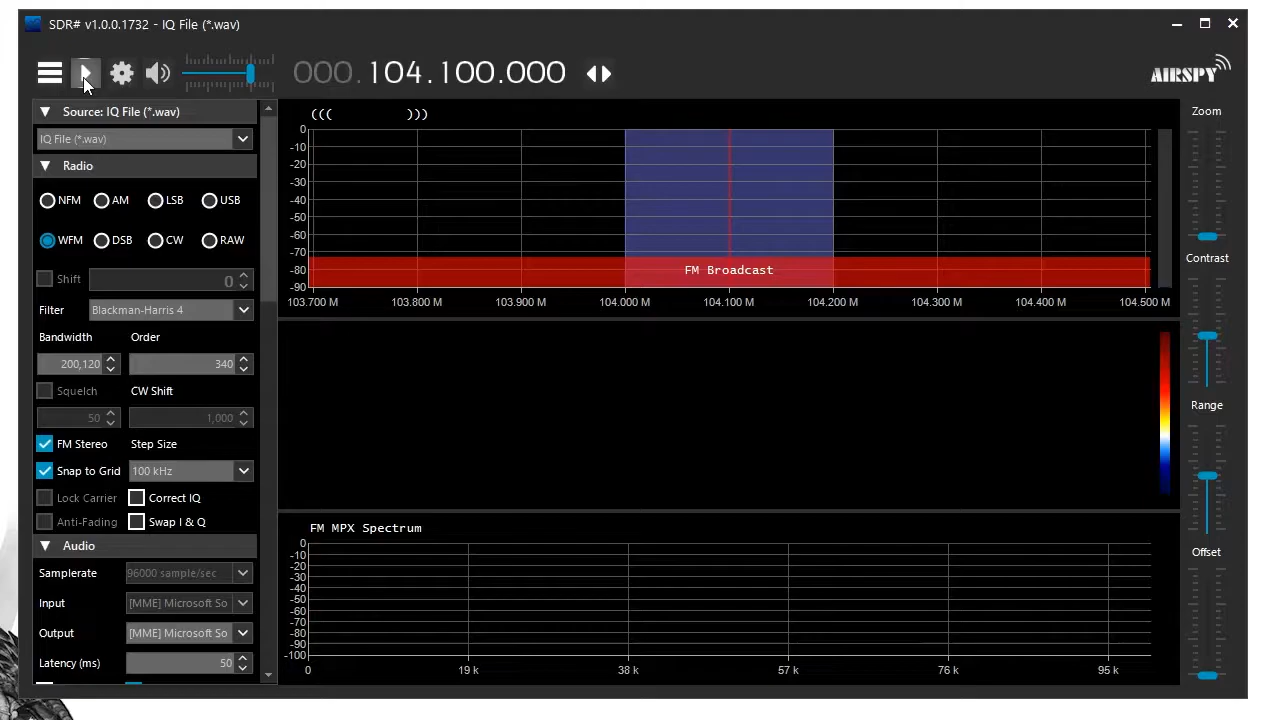 SDR# v1.0.0.1732 - IQ File (*.wav)
000.104.100.000
AIRSPY
Source: IQ File (*.wav)
IQ File (*.wav)
Radio
NFM AM LSB USB
WFM DSB CW RAW
Shift 0
Filter Blackman-Harris 4
Bandwidth Order
200,120 340
Squelch CW Shift
50 1,000
FM Stereo Step Size
Snap to Grid 100 kHz
Lock Carrier Correct IQ
Anti-Fading Swap I & Q
Audio
Samplerate 96000 sample/sec
Input [MME] Microsoft So
Output [MME] Microsoft So
Latency (ms) 50
((( )))
0
-10
-20
-30
-40
-50
-60
-70
-80
-90
FM Broadcast
103.700 M 103.800 M 103.900 M 104.000 M 104.100 M 104.200 M 104.300 M 104.400 M 104.500 M
FM MPX Spectrum
0
-10
-20
-30
-40
-50
-60
-70
-80
-90
-100
0 19 k 38 k 57 k 76 k 95 k
Zoom
Contrast
Range
Offset